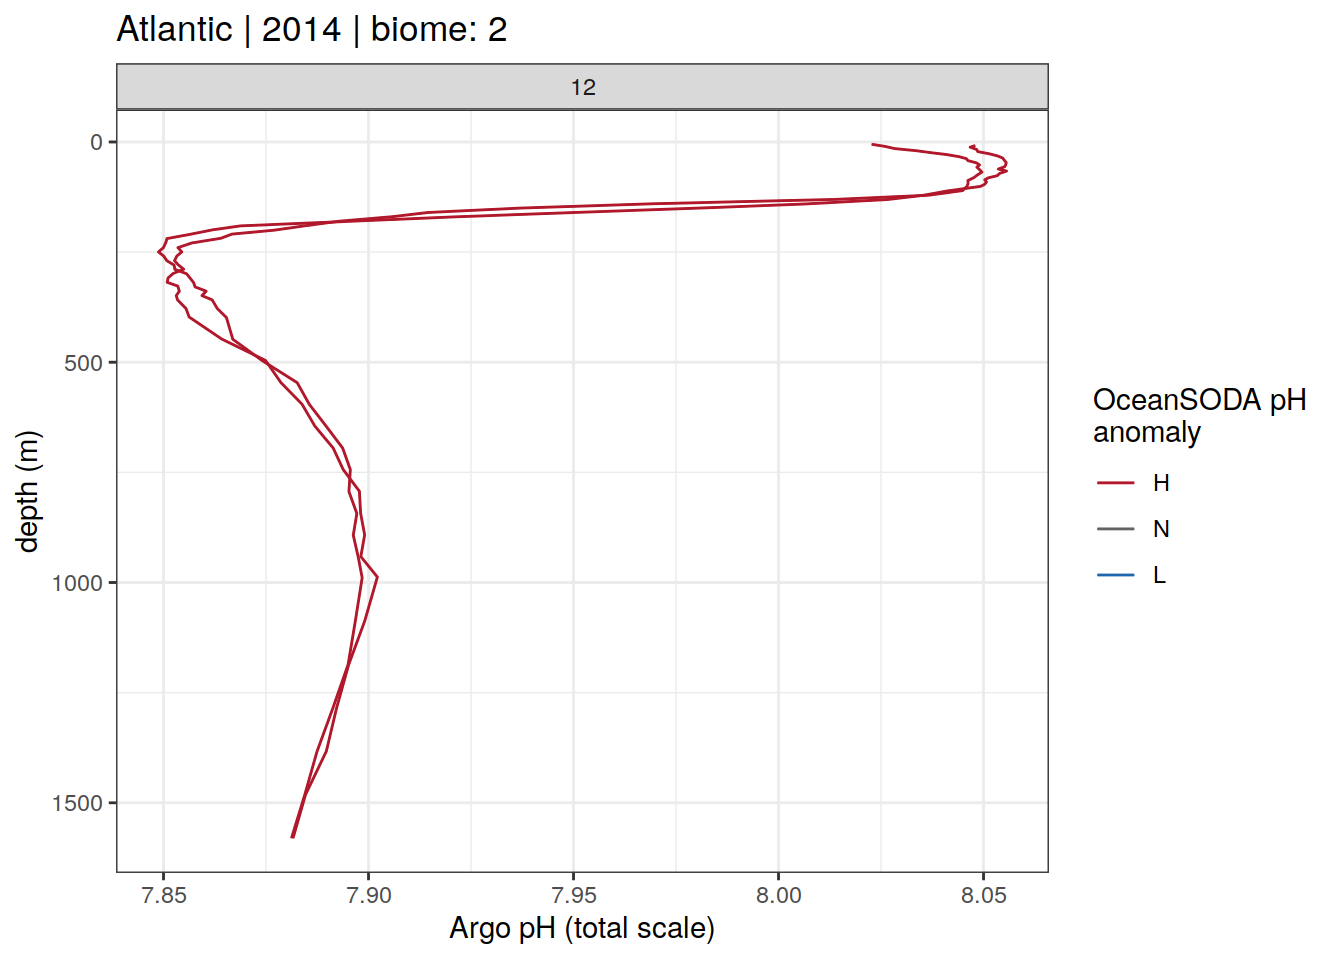 Atlantic | 2014 | biome: 2
12
0
500
1000
1500
depth (m)
7.85
7.90
7.95
8.00
8.05
Argo pH (total scale)
OceanSODA pH
anomaly
H
N
L